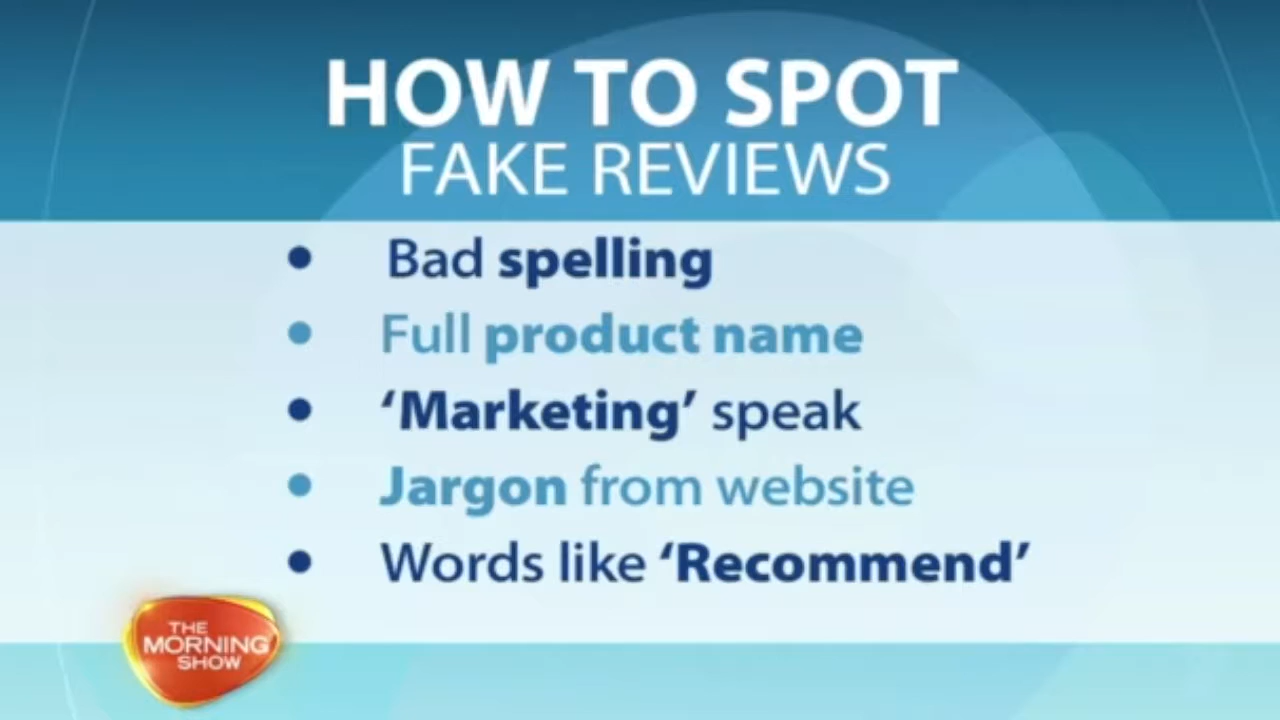 HOW TO SPOT
FAKE REVIEWS
• Bad spelling
• Full product name
• ‘Marketing’ speak
• Jargon from website
• Words like ‘Recommend’
THE
MORNING
SHOW